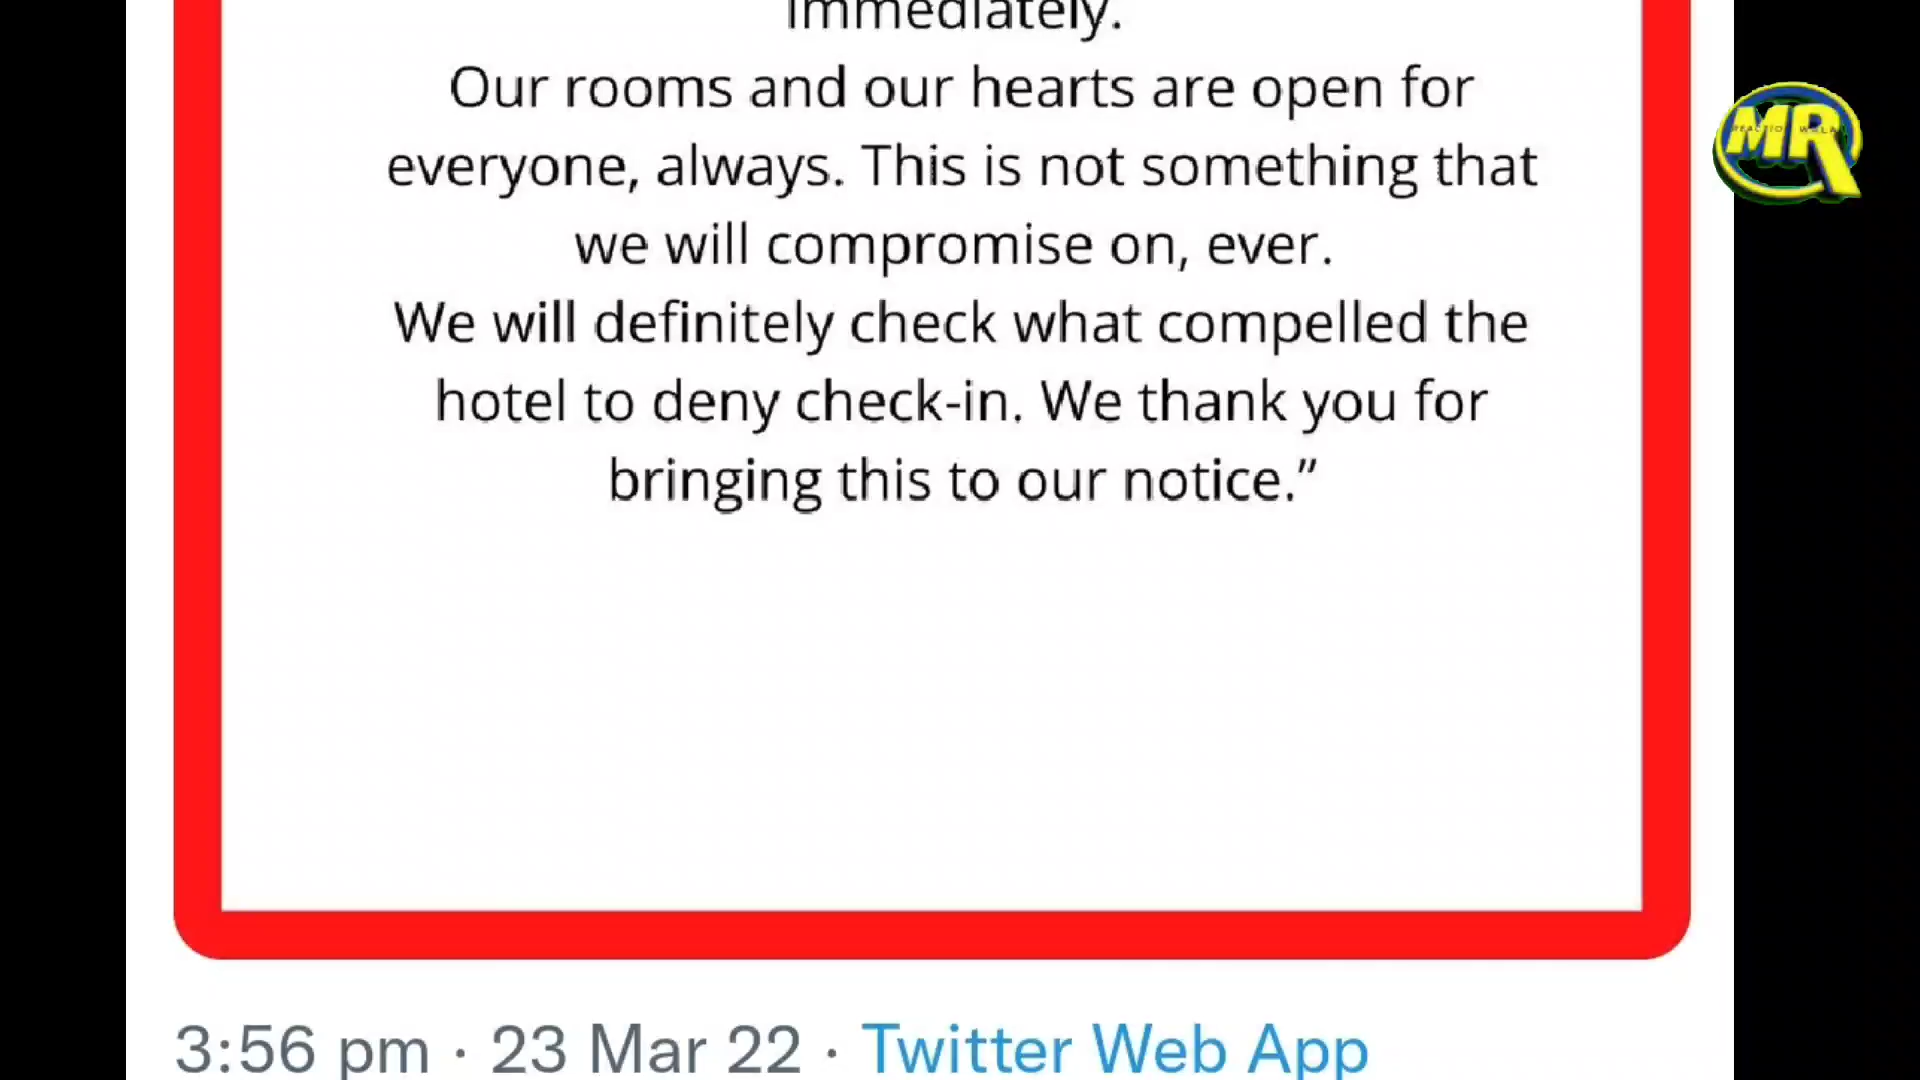 immediately.
Our rooms and our hearts are open for
everyone, always. This is not something that
we will compromise on, ever.
We will definitely check what compelled the
hotel to deny check-in. We thank you for
bringing this to our notice.”
3:56 pm · 23 Mar 22 · Twitter Web App
MR
REACTION WALA